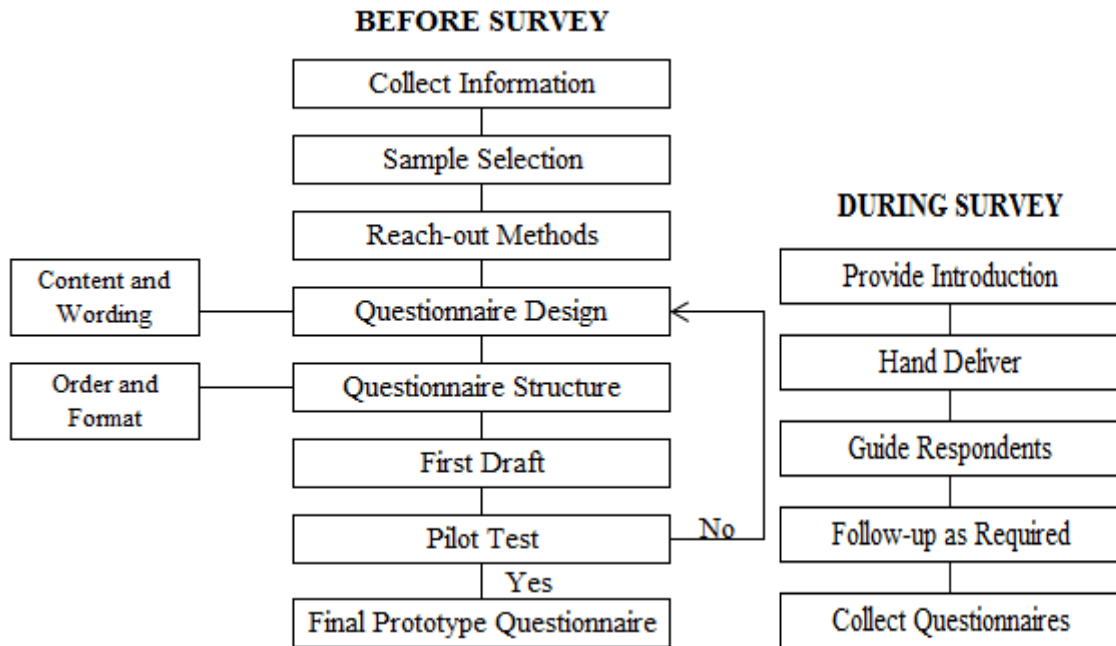 BEFORE SURVEY
Collect Information
Sample Selection
Reach-out Methods
Content and
Wording
Questionnaire Design
Order and
Format
Questionnaire Structure
First Draft
Pilot Test
No
Yes
Final Prototype Questionnaire
DURING SURVEY
Provide Introduction
Hand Deliver
Guide Respondents
Follow-up as Required
Collect Questionnaires